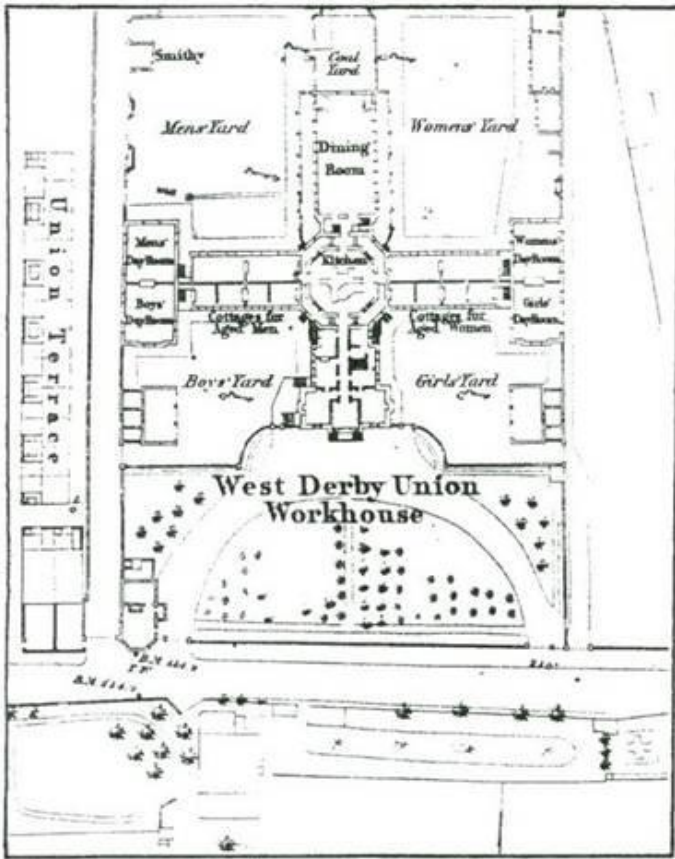 Smithy
Coal
Yard
Mens' Yard
Womens' Yard
Dining
Room
Union Terrace
Mens'
Day Room
Kitchen
Womens'
Day Room
Boys'
Day Room
Girls'
Day Room
Cottages for
Aged Men.
Cottages for
Aged Women
Boys' Yard
Girls' Yard
West Derby Union
Workhouse